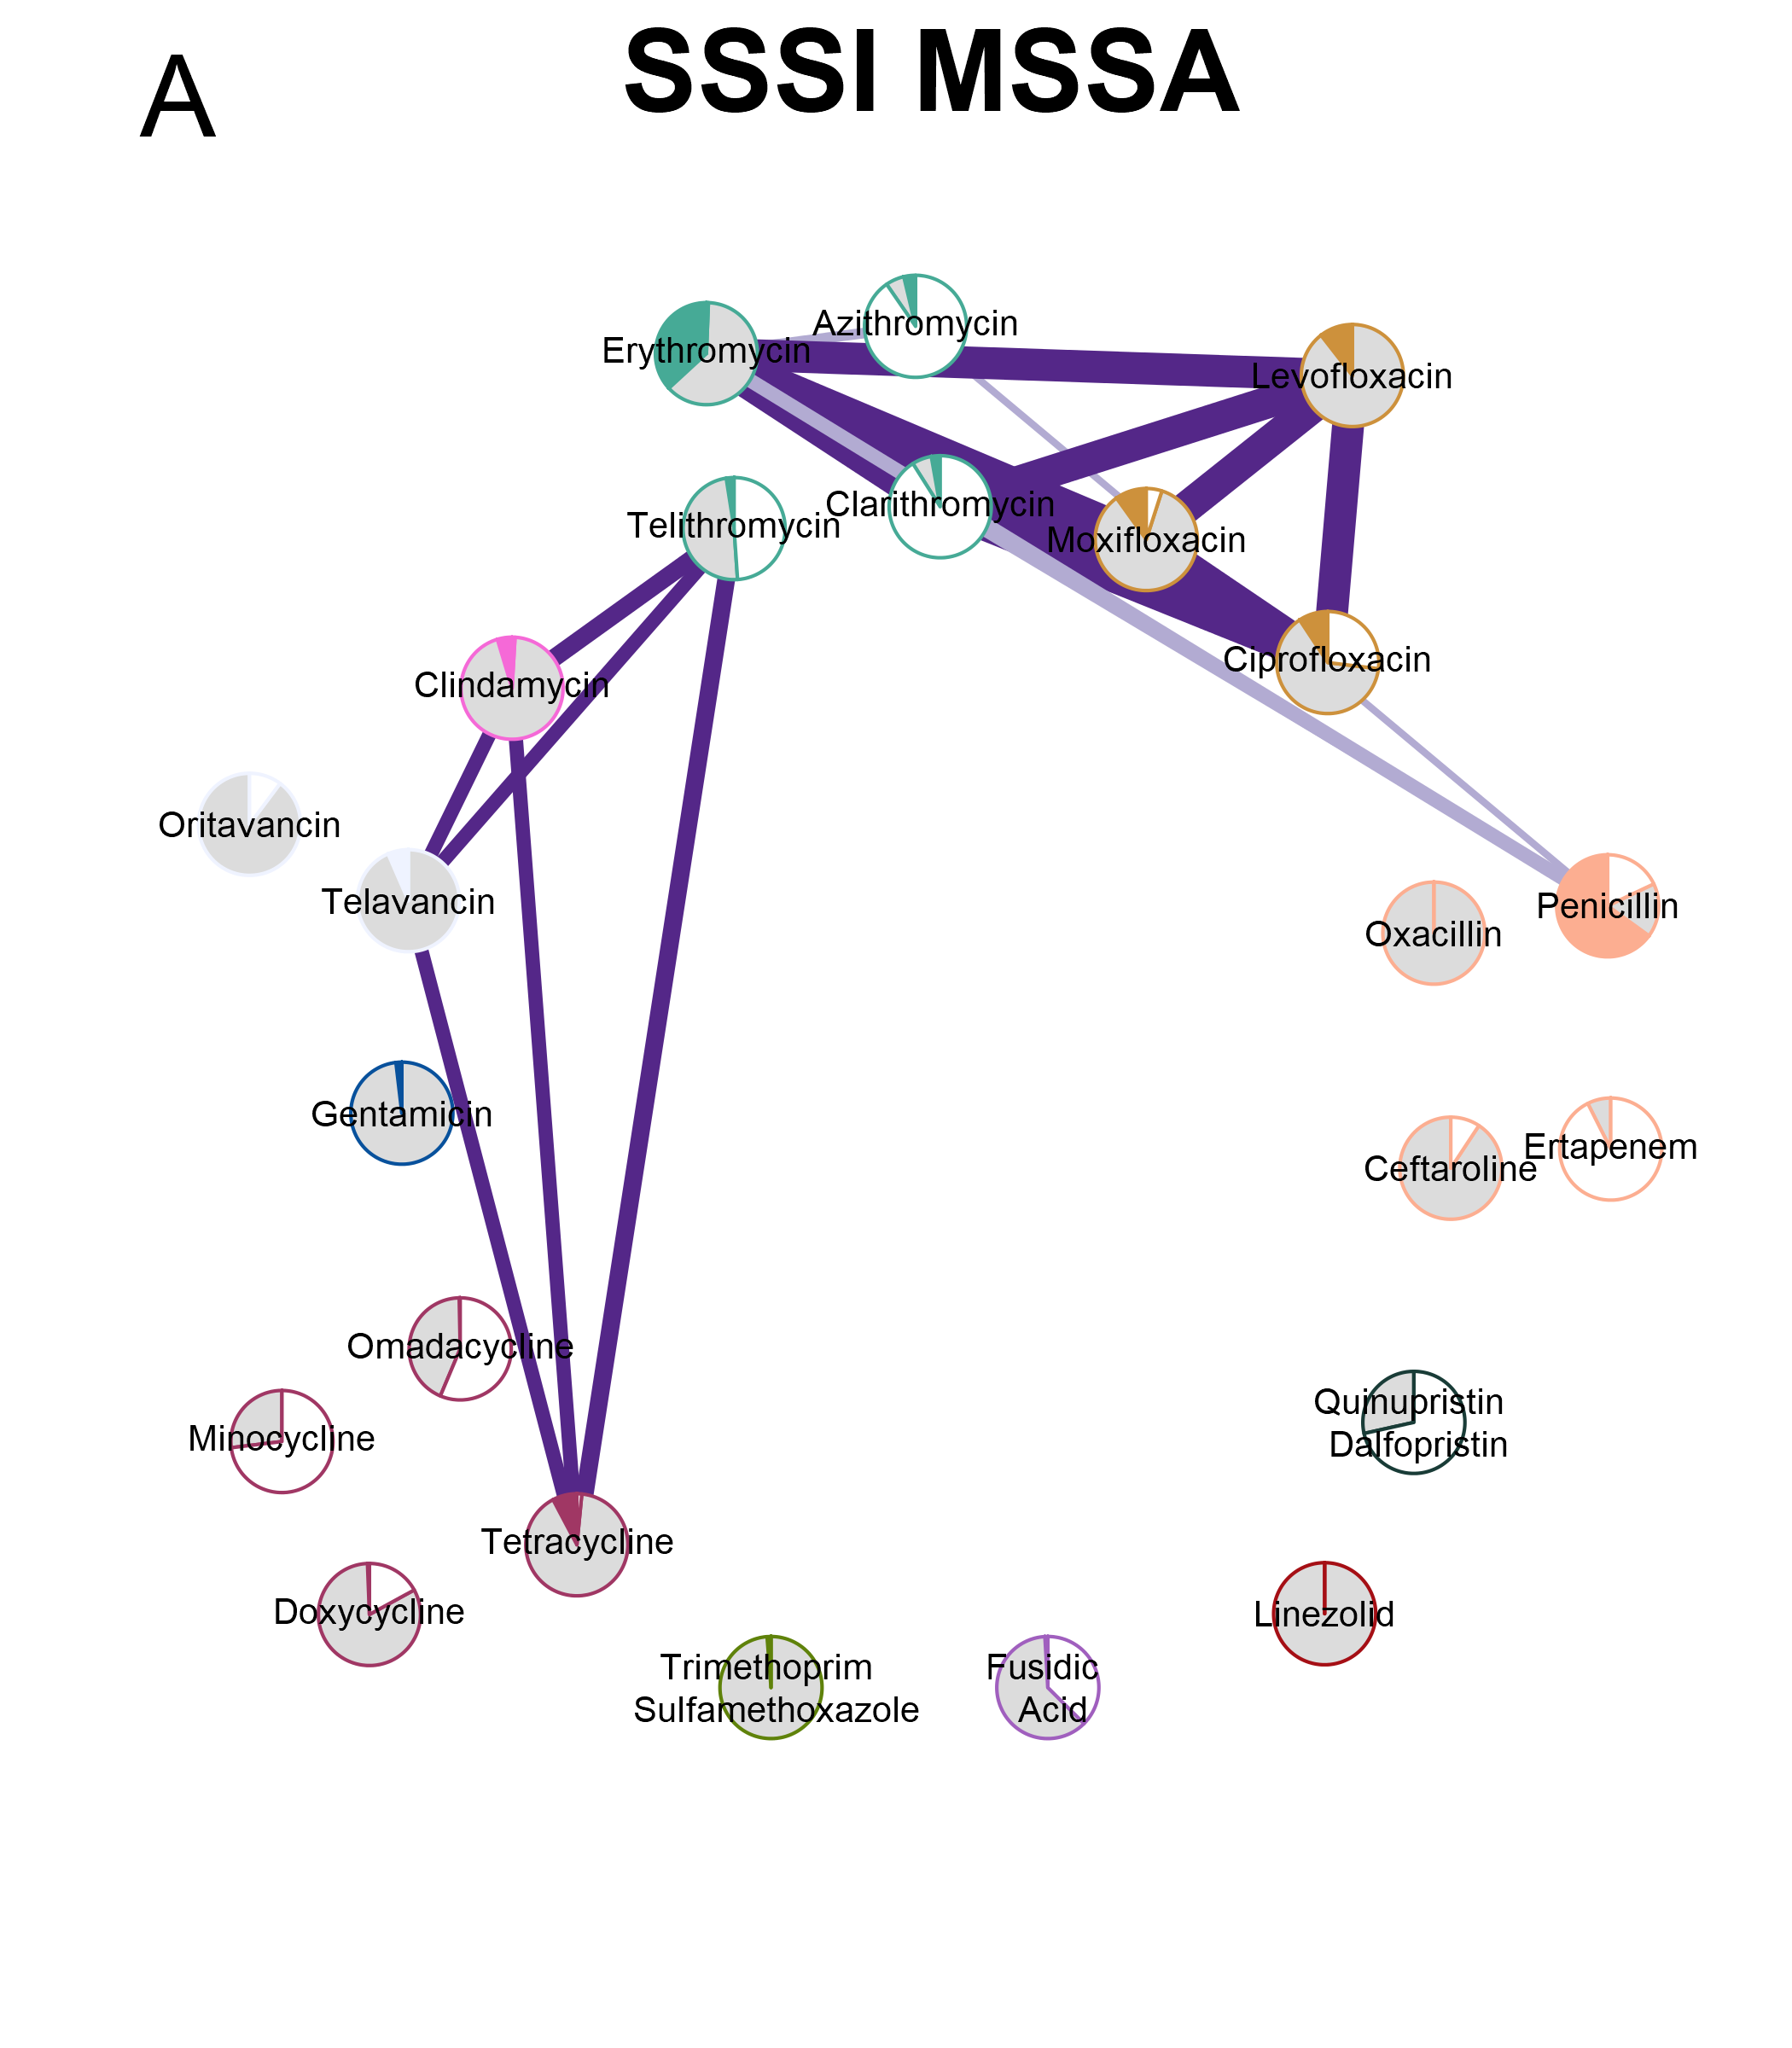 A
SSSI MSSA
Azithromycin
Erythromycin
Levofloxacin
Clarithromycin
Telithromycin
Moxifloxacin
Ciprofloxacin
Clindamycin
Oritavancin
Telavancin
Penicillin
Oxacillin
Gentamicin
Ertapenem
Ceftaroline
Omadacycline
Quinupristin
Dalfopristin
Minocycline
Tetracycline
Doxycycline
Linezolid
Trimethoprim
Sulfamethoxazole
Fusidic
Acid